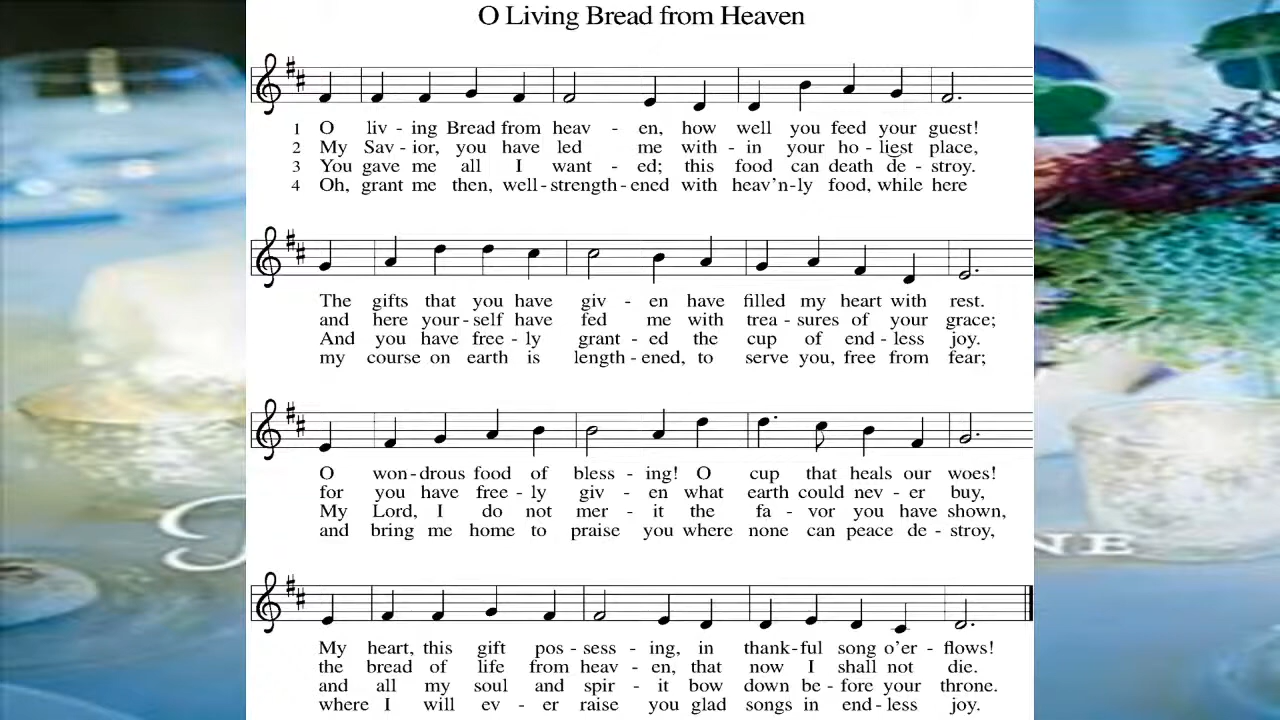 O Living Bread from Heaven
1 O liv - ing Bread from heav - en, how well you feed your guest!
2 My Sav - ior, you have led me with - in your ho - liest place,
3 You gave me all I want - ed; this food can death de - stroy.
4 Oh, grant me then, well - strength - ened with heav'n - ly food, while here
The gifts that you have giv - en have filled my heart with rest.
and here your - self have fed me with trea - sures of your grace;
And you have free - ly grant - ed the cup of end - less joy.
my course on earth is length - ened, to serve you, free from fear;
O won - drous food of bless - ing! O cup that heals our woes!
for you have free - ly giv - en what earth could nev - er buy,
My Lord, I do not mer - it the fa - vor you have shown,
and bring me home to praise you where none can peace de - stroy,
My heart, this gift pos - sess - ing, in thank - ful song o'er - flows!
the bread of life from heav - en, that now I shall not die.
and all my soul and spir - it bow down be - fore your throne.
where I will ev - er raise you glad songs in end - less joy.
NE